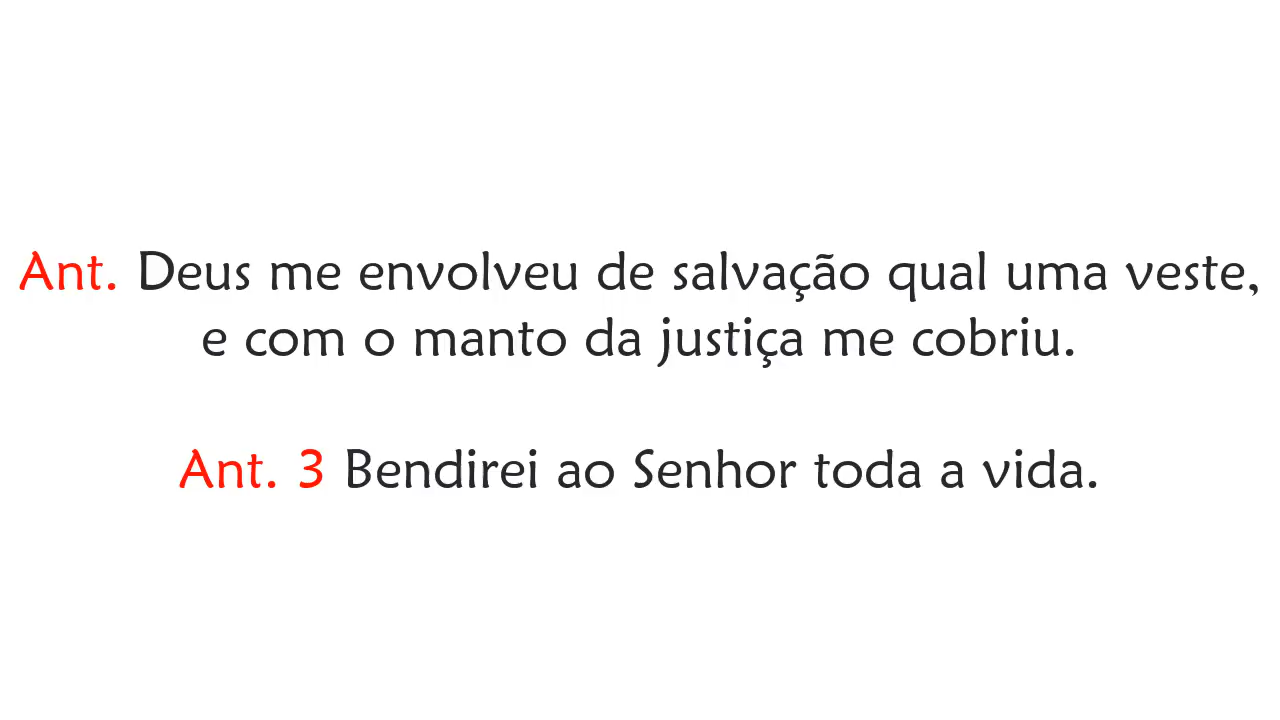 Ant. Deus me envolveu de salvação qual uma veste,
e com o manto da justiça me cobriu.
Ant. 3 Bendirei ao Senhor toda a vida.